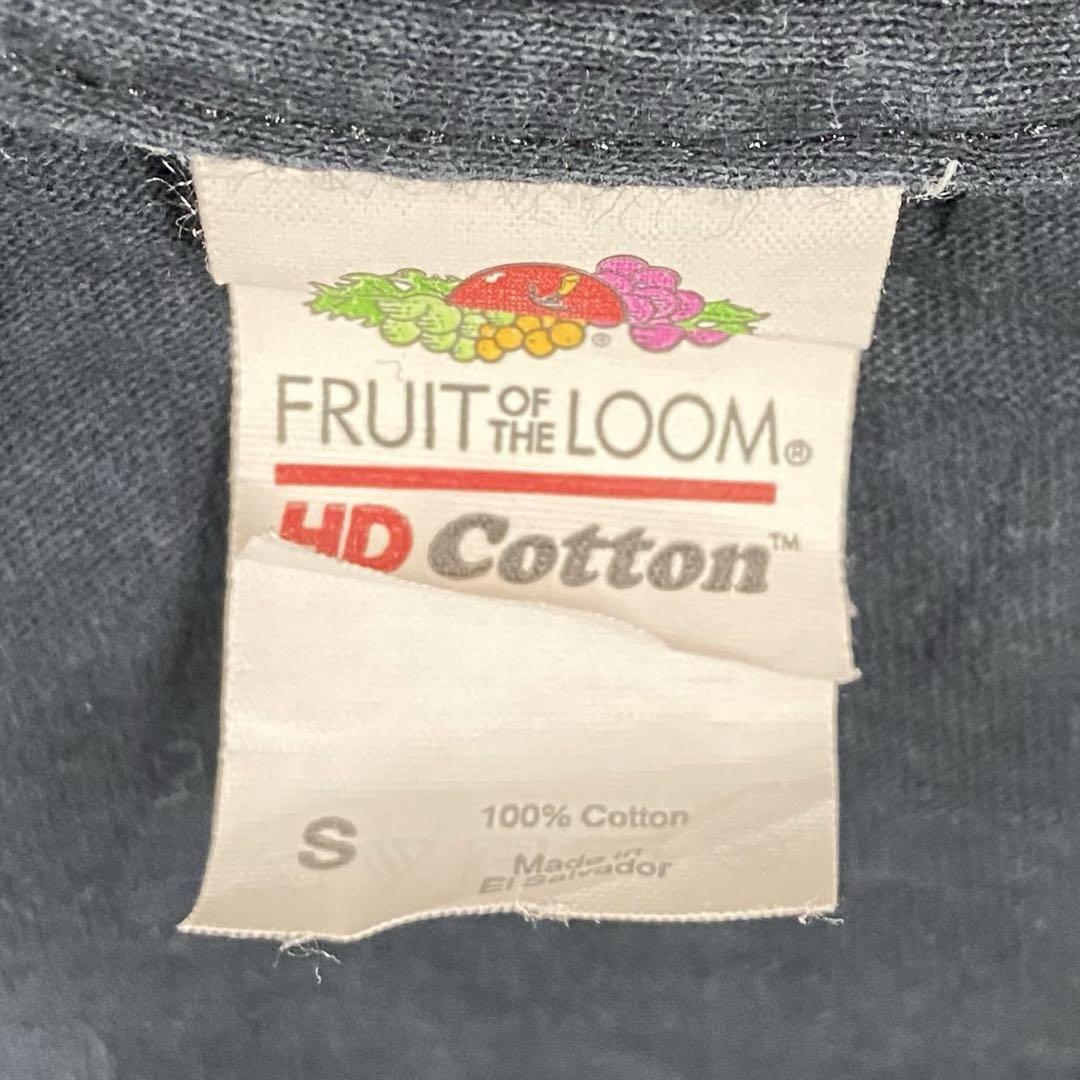 ®
FRUIT OF THE LOOM®
HD Cotton™
100% Cotton
S
Made in
El Salvador